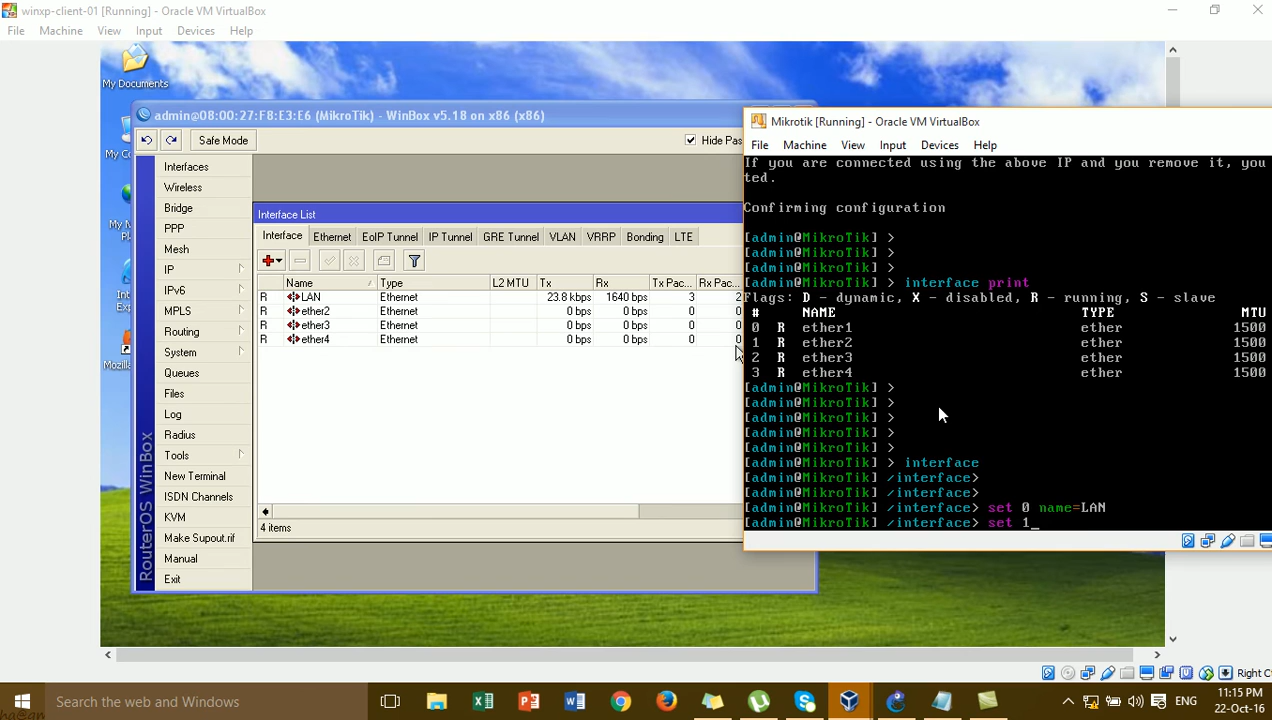 winxp-client-01 [Running] - Oracle VM VirtualBox
File Machine View Input Devices Help
My Documents
admin@08:00:27:F8:E3:E6 (MikroTik) - WinBox v5.18 on x86 (x86)
Safe Mode
Hide Pas
Interfaces
Wireless
Bridge
PPP
Mesh
IP
IPv6
MPLS
Routing
System
Queues
Files
Log
Radius
Tools
New Terminal
ISDN Channels
KVM
Make Supout.rif
Manual
Exit
RouterOS WinBox
Interface List
Interface Ethernet EoIP Tunnel IP Tunnel GRE Tunnel VLAN VRRP Bonding LTE
Name Type L2 MTU Tx Rx Tx Pac... Rx Pac...
R LAN Ethernet 23.8 kbps 1640 bps 3 2
R ether2 Ethernet 0 bps 0 bps 0 0
R ether3 Ethernet 0 bps 0 bps 0 0
R ether4 Ethernet 0 bps 0 bps 0 0
4 items
Mikrotik [Running] - Oracle VM VirtualBox
File Machine View Input Devices Help
If you are connected using the above IP and you remove it, you
ted.
Confirming configuration
[admin@MikroTik] >
[admin@MikroTik] >
[admin@MikroTik] >
[admin@MikroTik] > interface print
Flags: D - dynamic, X - disabled, R - running, S - slave
# NAME TYPE MTU
0 R ether1 ether 1500
1 R ether2 ether 1500
2 R ether3 ether 1500
3 R ether4 ether 1500
[admin@MikroTik] >
[admin@MikroTik] >
[admin@MikroTik] >
[admin@MikroTik] >
[admin@MikroTik] >
[admin@MikroTik] > interface
[admin@MikroTik] /interface>
[admin@MikroTik] /interface>
[admin@MikroTik] /interface> set 0 name=LAN
[admin@MikroTik] /interface> set 1_
Right C
Search the web and Windows
ENG
11:15 PM
22-Oct-16